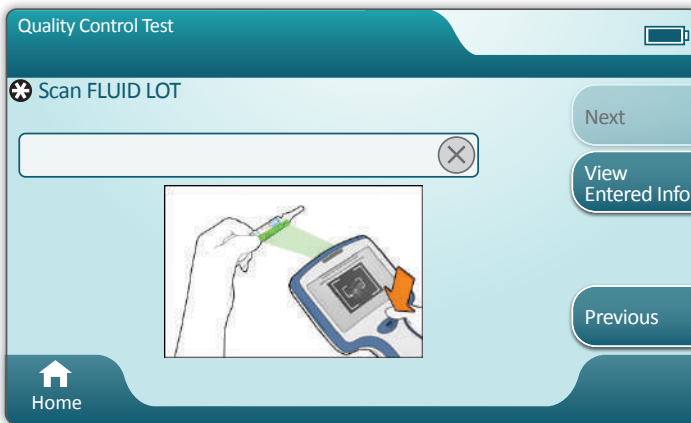 Quality Control Test
Scan FLUID LOT
Next
View
Entered Info
Previous
Home